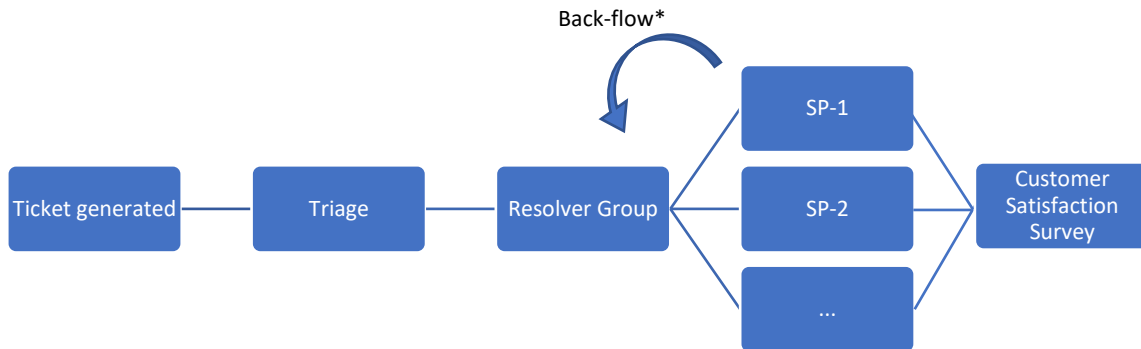 Back-flow*
SP-1
Ticket generated
Triage
Resolver Group
SP-2
Customer
Satisfaction
Survey
...